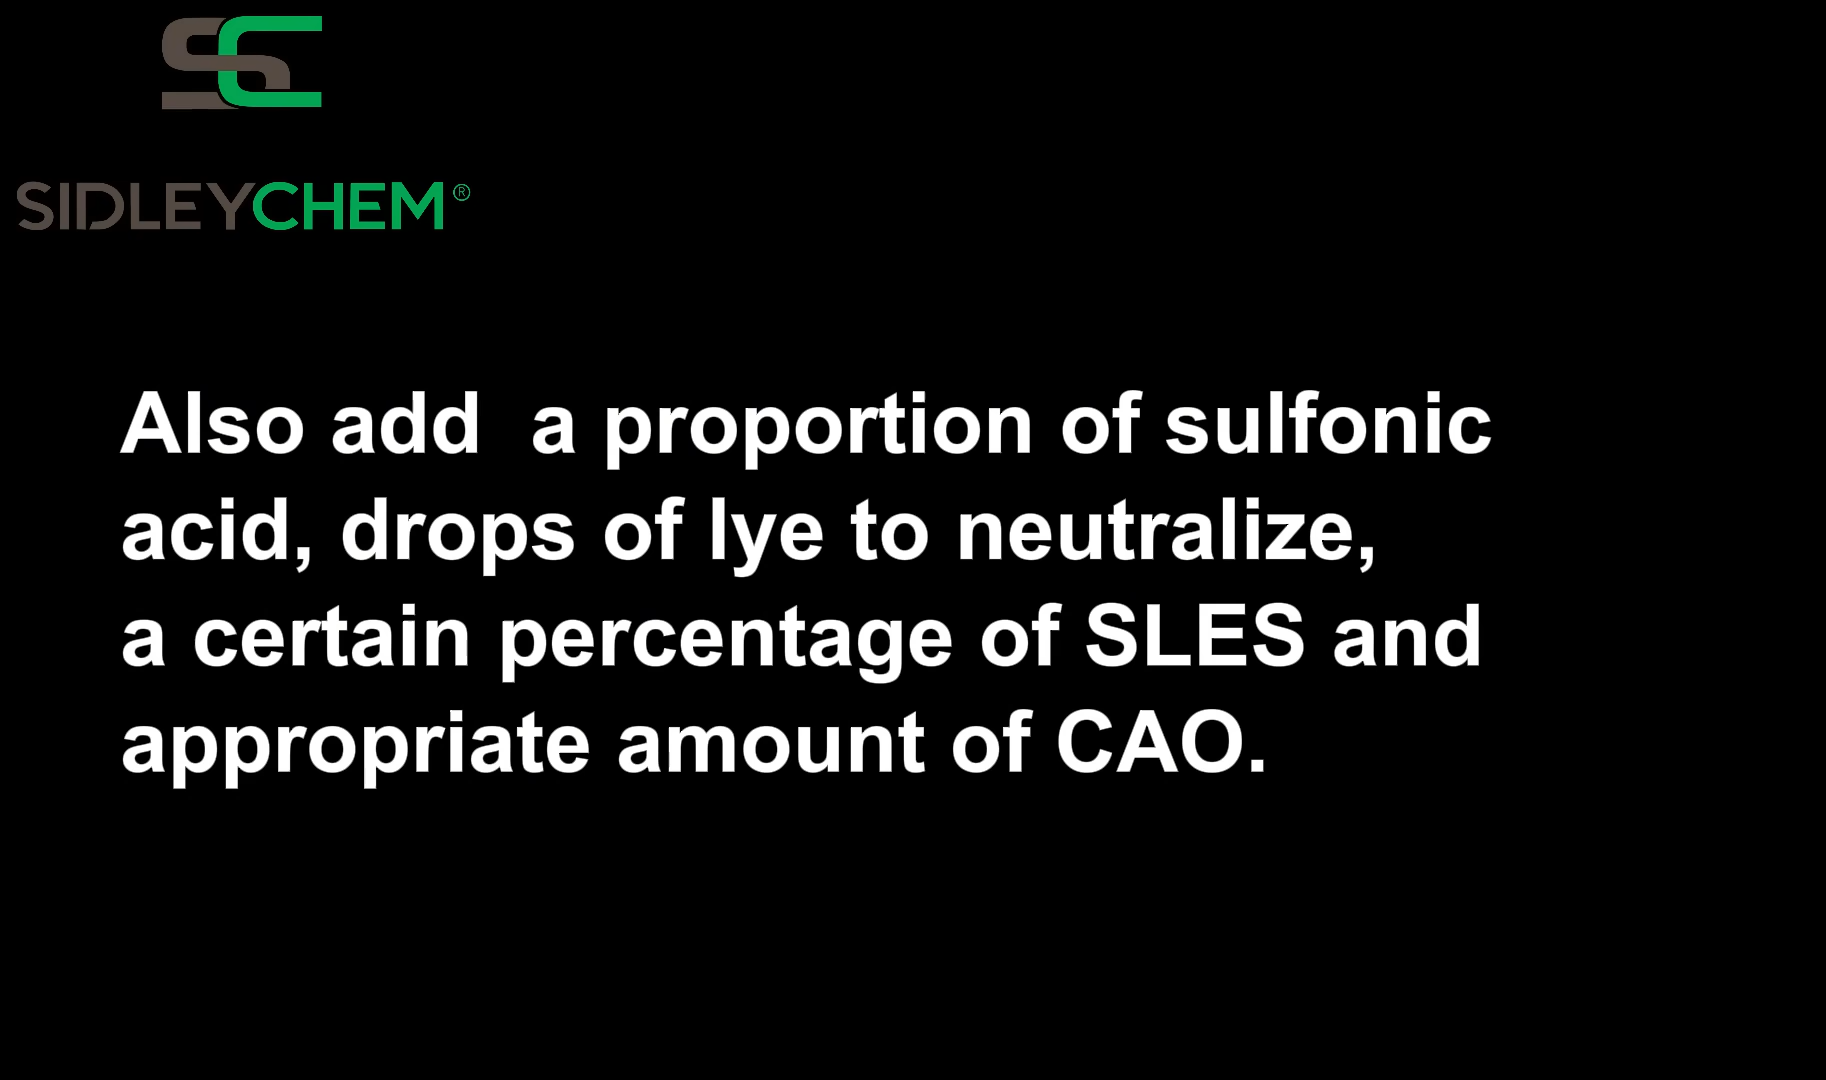 SC
SIDLEYCHEM®
Also add  a proportion of sulfonic
acid, drops of lye to neutralize,
a certain percentage of SLES and
appropriate amount of CAO.